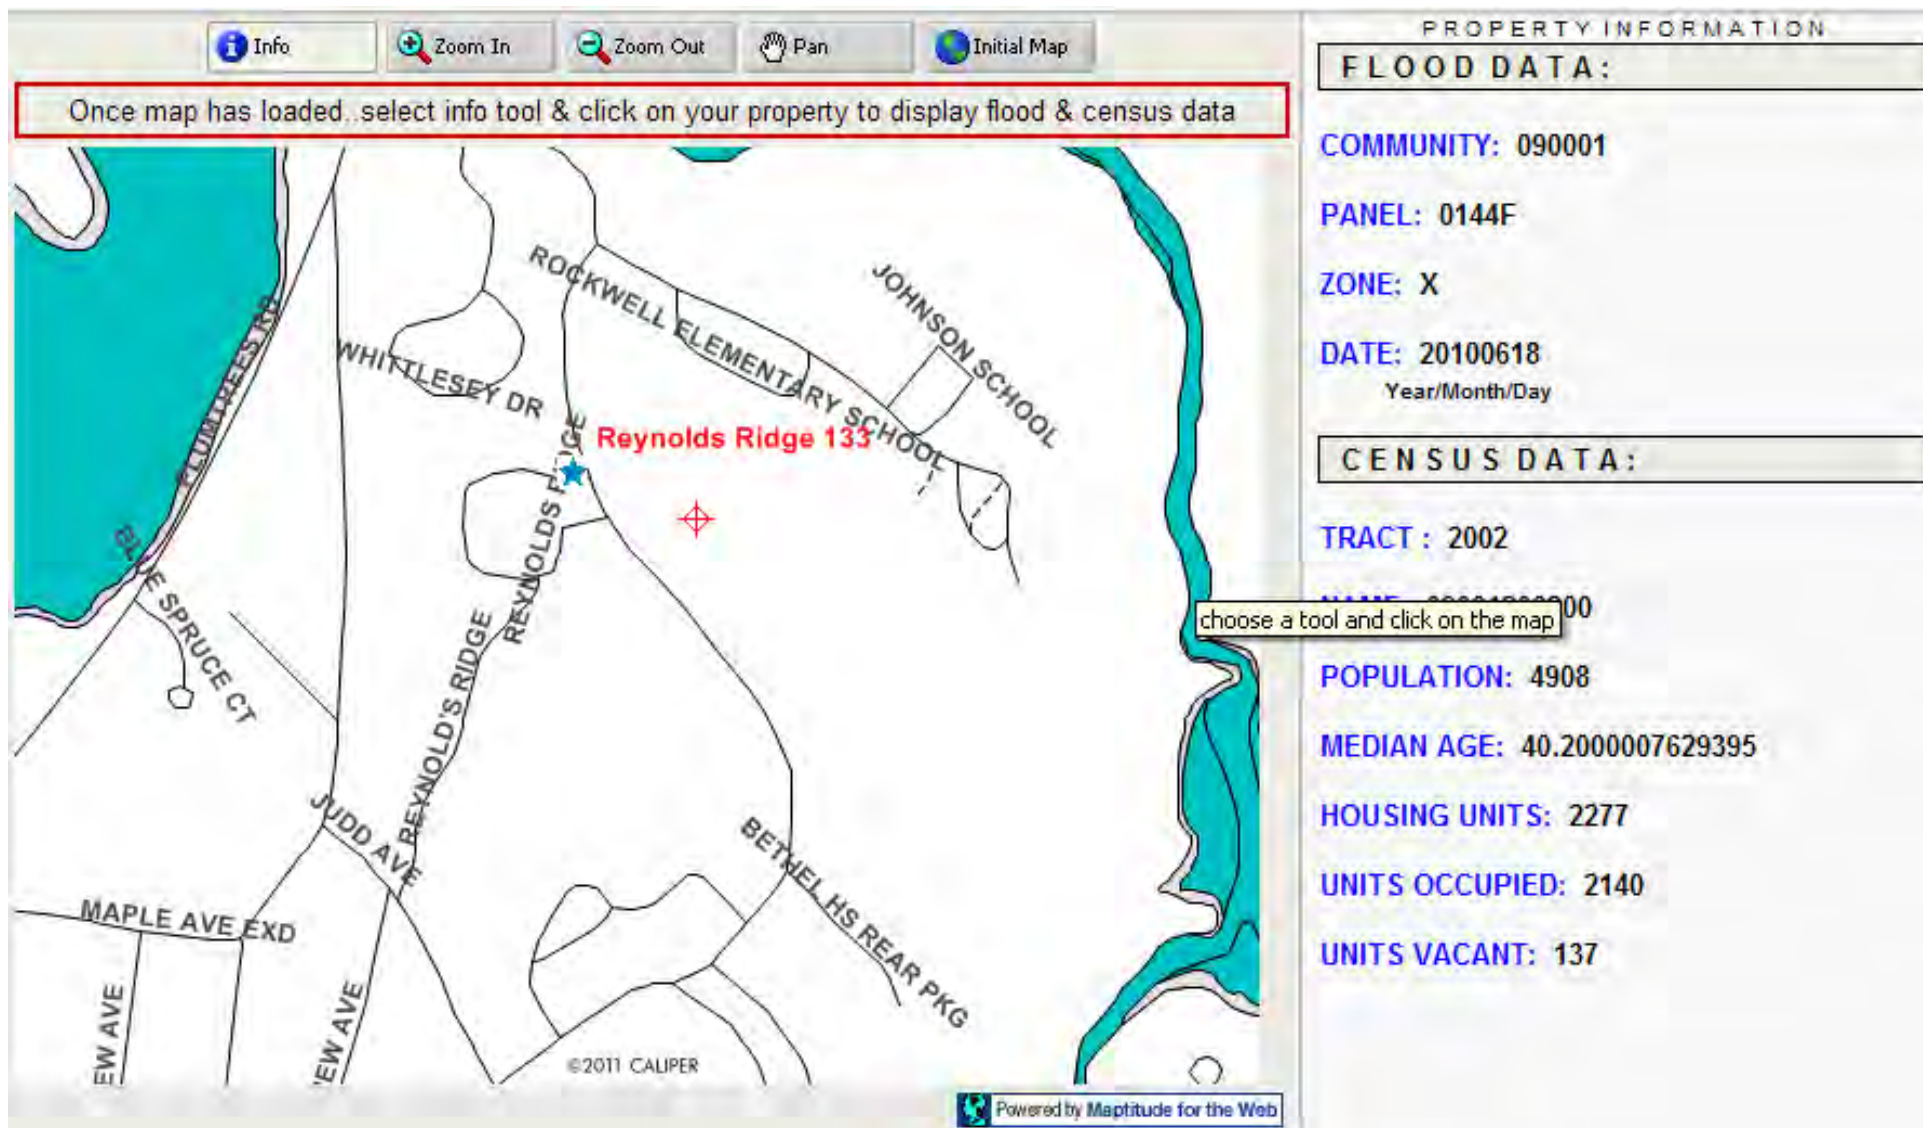 Info
Zoom In
Zoom Out
Pan
Initial Map
Once map has loaded..select info tool & click on your property to display flood & census data
ROCKWELL ELEMENTARY SCHOOL
JOHNSON SCHOOL
PLUMTREES RD
WHITTLESEY DR
Reynolds Ridge 133
REYNOLDS RIDGE
BLUE SPRUCE CT
REYNOLD'S RIDGE
JUDD AVE
BETHEL HS REAR PKG
MAPLE AVE EXD
EW AVE
EW AVE
©2011 CALIPER
Powered by Maptitude for the Web
PROPERTY INFORMATION
FLOOD DATA:
COMMUNITY: 090001
PANEL: 0144F
ZONE: X
DATE: 20100618
Year/Month/Day
CENSUS DATA:
TRACT : 2002
choose a tool and click on the map
POPULATION: 4908
MEDIAN AGE: 40.2000007629395
HOUSING UNITS: 2277
UNITS OCCUPIED: 2140
UNITS VACANT: 137